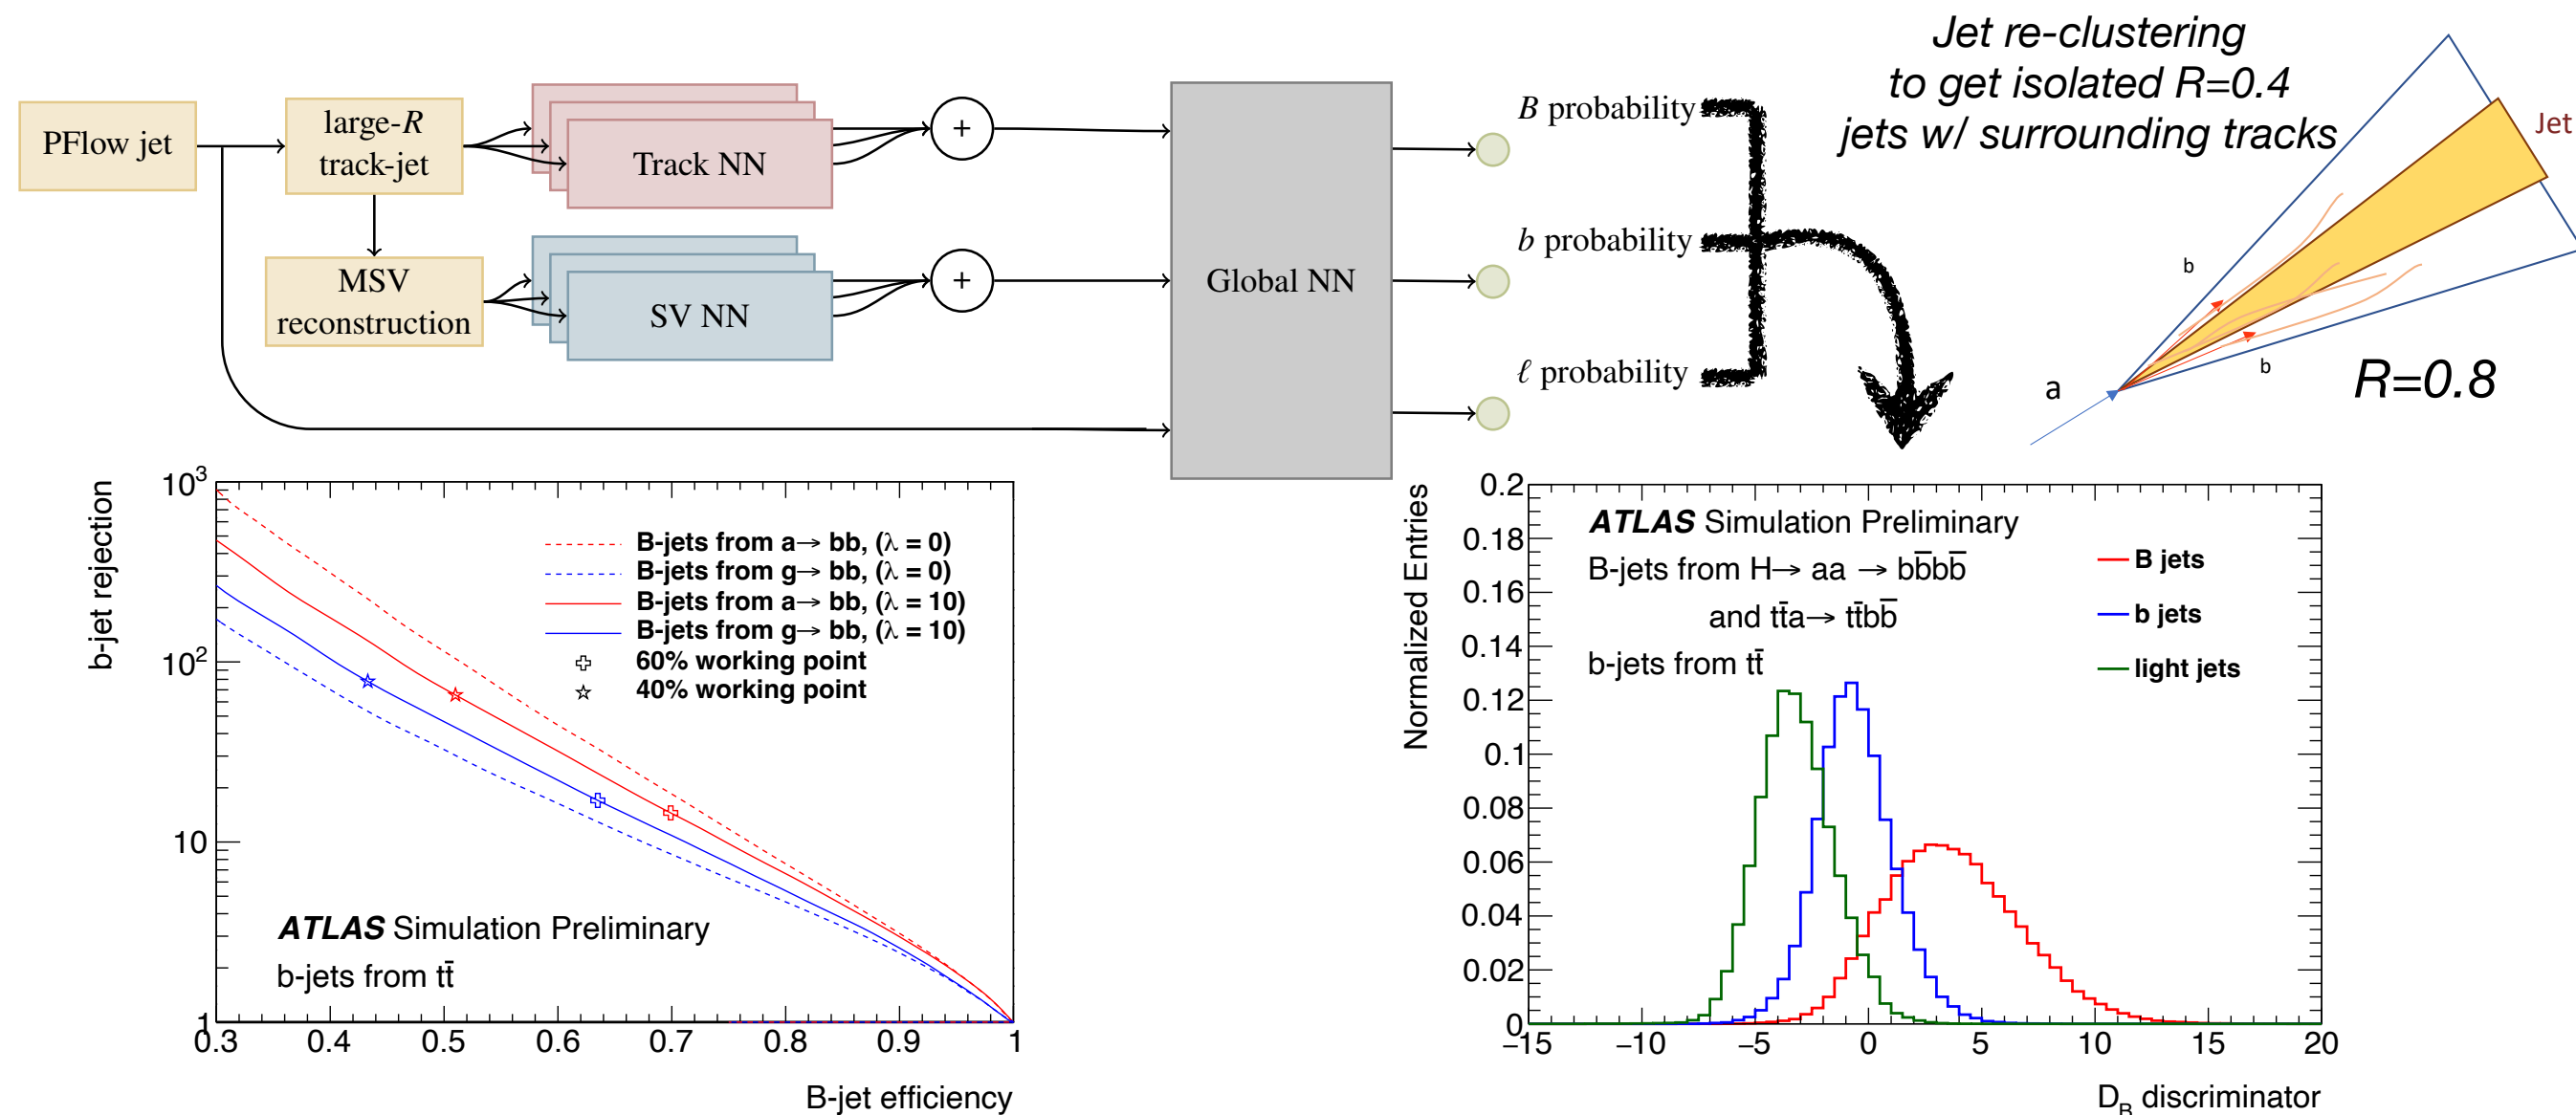 PFlow jet
large-R
track-jet
Track NN
+
MSV
reconstruction
SV NN
+
Global NN
B probability
b probability
ℓ probability
Jet re-clustering
to get isolated R=0.4
jets w/ surrounding tracks
Jet
b
b
a
R=0.8
b-jet rejection
10³
10²
10
1
B-jets from a→ bb, (λ = 0)
B-jets from g→ bb, (λ = 0)
B-jets from a→ bb, (λ = 10)
B-jets from g→ bb, (λ = 10)
60% working point
40% working point
ATLAS Simulation Preliminary
b-jets from tt̄
0.3 0.4 0.5 0.6 0.7 0.8 0.9 1
B-jet efficiency
Normalized Entries
0.2
0.18
0.16
0.14
0.12
0.1
0.08
0.06
0.04
0.02
0
ATLAS Simulation Preliminary
B-jets from H→ aa → bb̄bb̄
and tt̄a→ tt̄bb̄
b-jets from tt̄
B jets
b jets
light jets
−15 −10 −5 0 5 10 15 20
D_B discriminator